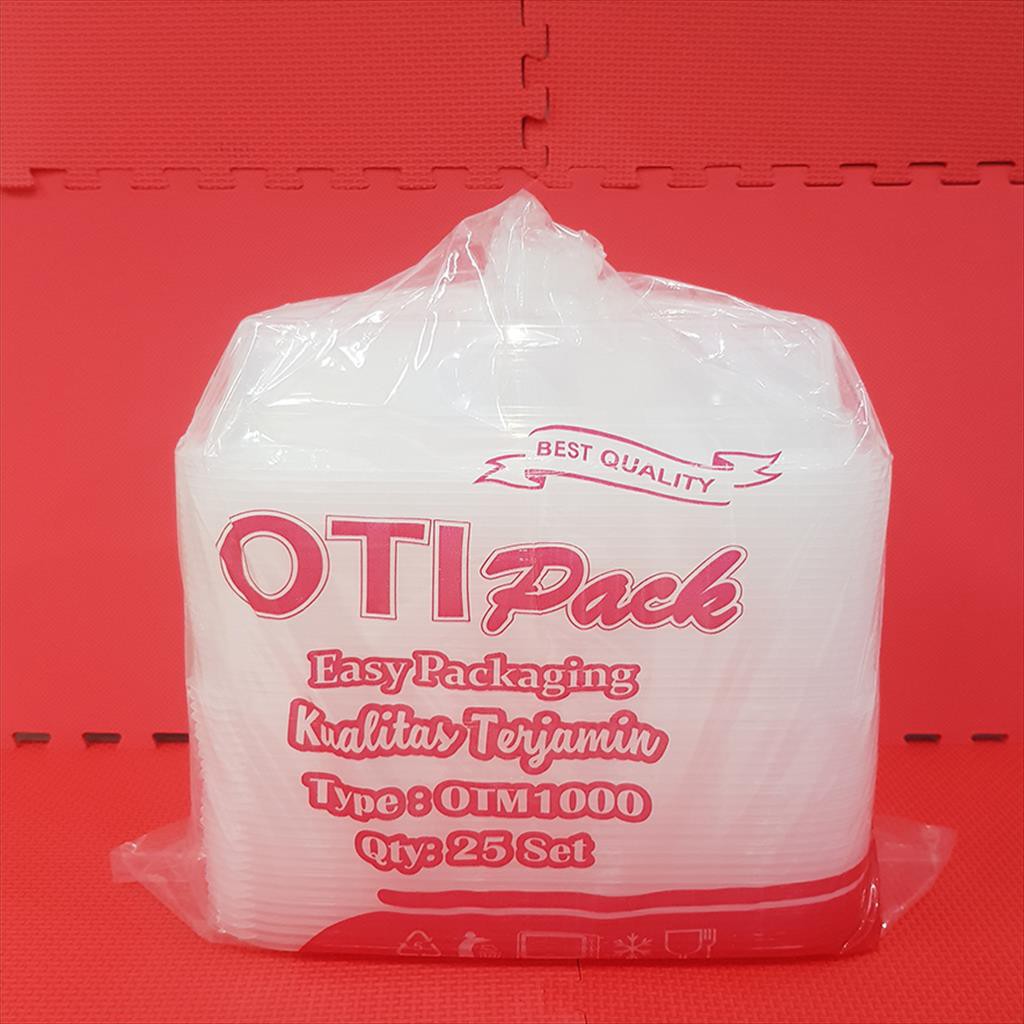 BEST QUALITY
OTI Pack
Easy Packaging
Kualitas Terjamin
Type : OTM1000
Qty: 25 Set